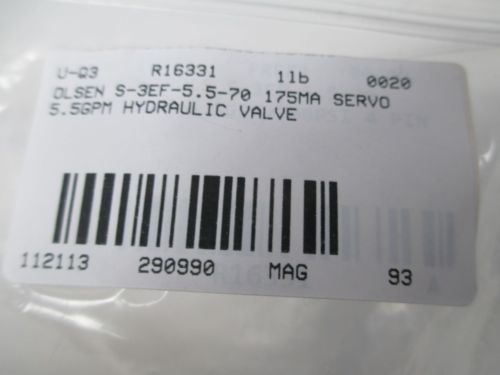 U-Q3 R16331 11b 0020
OLSEN S-3EF-5.5-70 175MA SERVO
5.5GPM HYDRAULIC VALVE
112113 290990 MAG 93